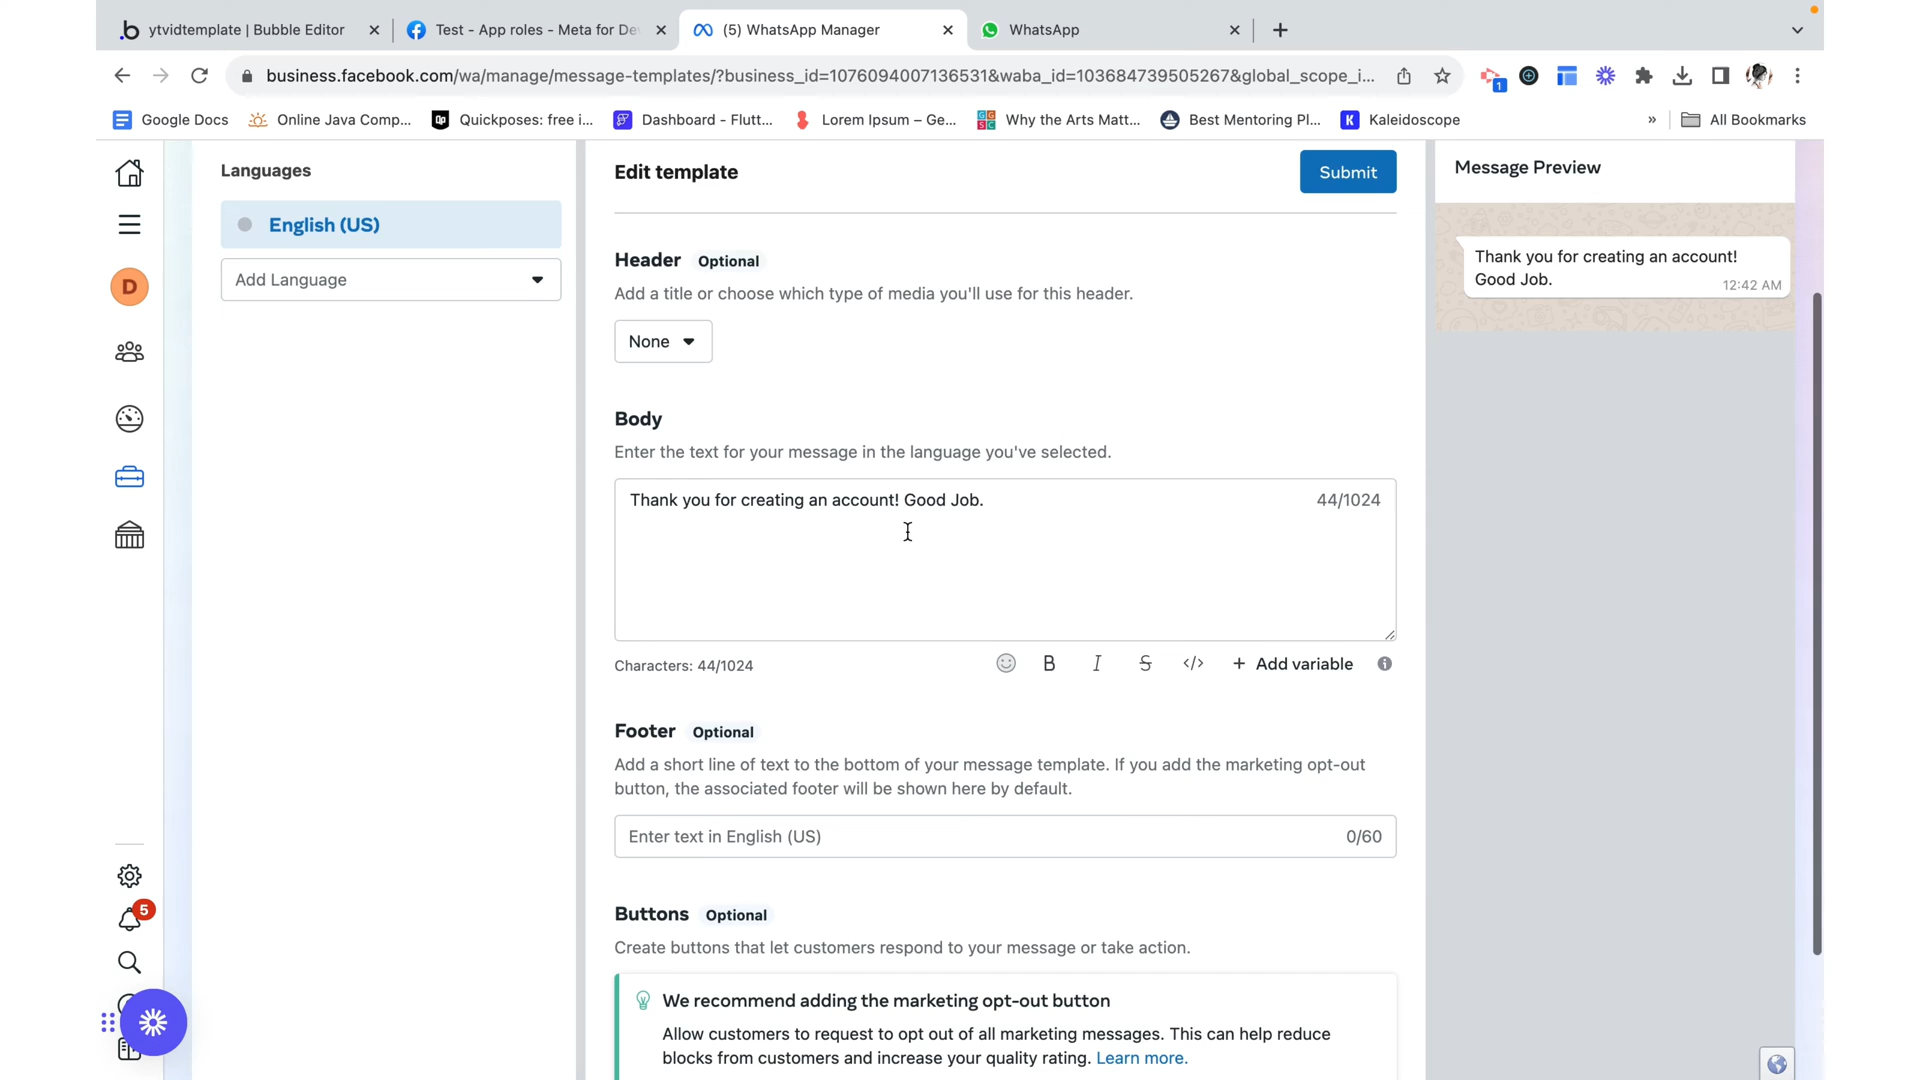 ytvidtemplate | Bubble Editor
Test - App roles - Meta for De
(5) WhatsApp Manager
WhatsApp
business.facebook.com/wa/manage/message-templates/?business_id=1076094007136531&waba_id=103684739505267&global_scope_i...
1
Google Docs
Online Java Comp...
Qp
Quickposes: free i...
Dashboard - Flutt...
Lorem Ipsum – Ge...
Why the Arts Matt...
Best Mentoring Pl...
K
Kaleidoscope
»
All Bookmarks
Languages
English (US)
Add Language
D
5
Edit template
Submit
Header Optional
Add a title or choose which type of media you'll use for this header.
None
Body
Enter the text for your message in the language you've selected.
Thank you for creating an account! Good Job.
44/1024
Characters: 44/1024
B
I
S
</>
+ Add variable
Footer Optional
Add a short line of text to the bottom of your message template. If you add the marketing opt-out
button, the associated footer will be shown here by default.
Enter text in English (US)
0/60
Buttons Optional
Create buttons that let customers respond to your message or take action.
We recommend adding the marketing opt-out button
Allow customers to request to opt out of all marketing messages. This can help reduce
blocks from customers and increase your quality rating. Learn more.
Message Preview
Thank you for creating an account!
Good Job.
12:42 AM